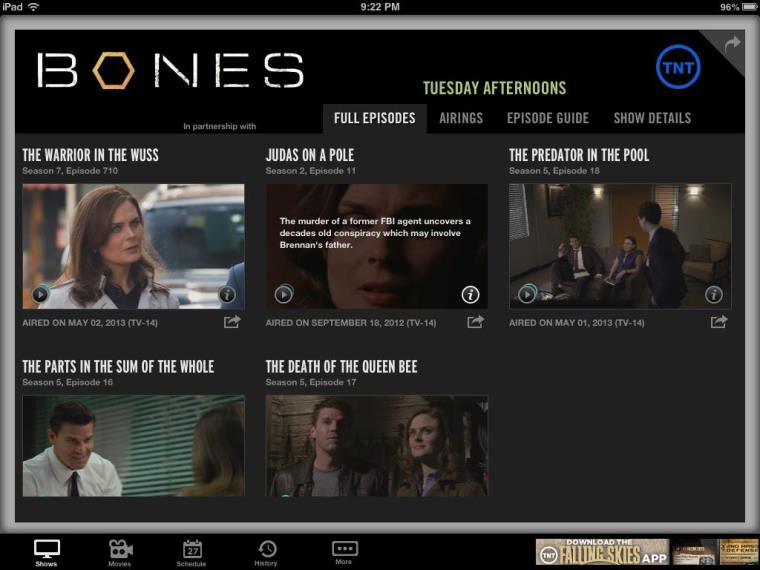 iPad
9:22 PM
96%
BONES
TNT
TUESDAY AFTERNOONS
In partnership with
FULL EPISODES
AIRINGS
EPISODE GUIDE
SHOW DETAILS
THE WARRIOR IN THE WUSS
Season 7, Episode 710
AIRED ON MAY 02, 2013 (TV-14)
JUDAS ON A POLE
Season 2, Episode 11
The murder of a former FBI agent uncovers a
decades old conspiracy which may involve
Brennan's father.
AIRED ON SEPTEMBER 18, 2012 (TV-14)
THE PREDATOR IN THE POOL
Season 5, Episode 18
AIRED ON MAY 01, 2013 (TV-14)
THE PARTS IN THE SUM OF THE WHOLE
Season 5, Episode 16
THE DEATH OF THE QUEEN BEE
Season 5, Episode 17
Shows
Movies
27
Schedule
History
More
DOWNLOAD THE
TNT FALLING SKIES APP
2ND MASS
DEFENSE